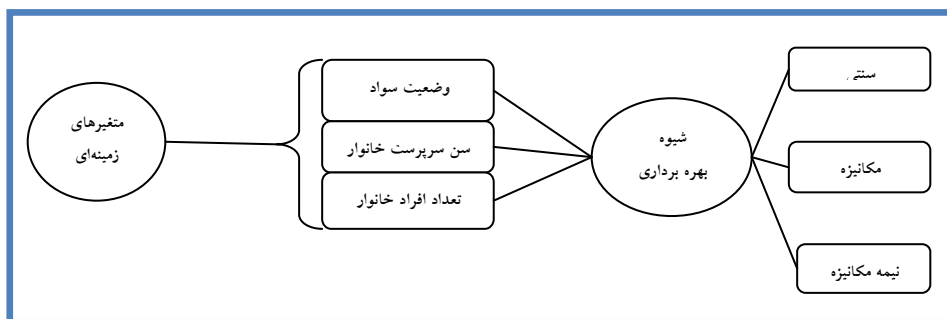 متغیرهای
زمینه‌ای
وضعیت سواد
سن سرپرست خانوار
تعداد افراد خانوار
شیوه
بهره برداری
سنتی
مکانیزه
نیمه مکانیزه